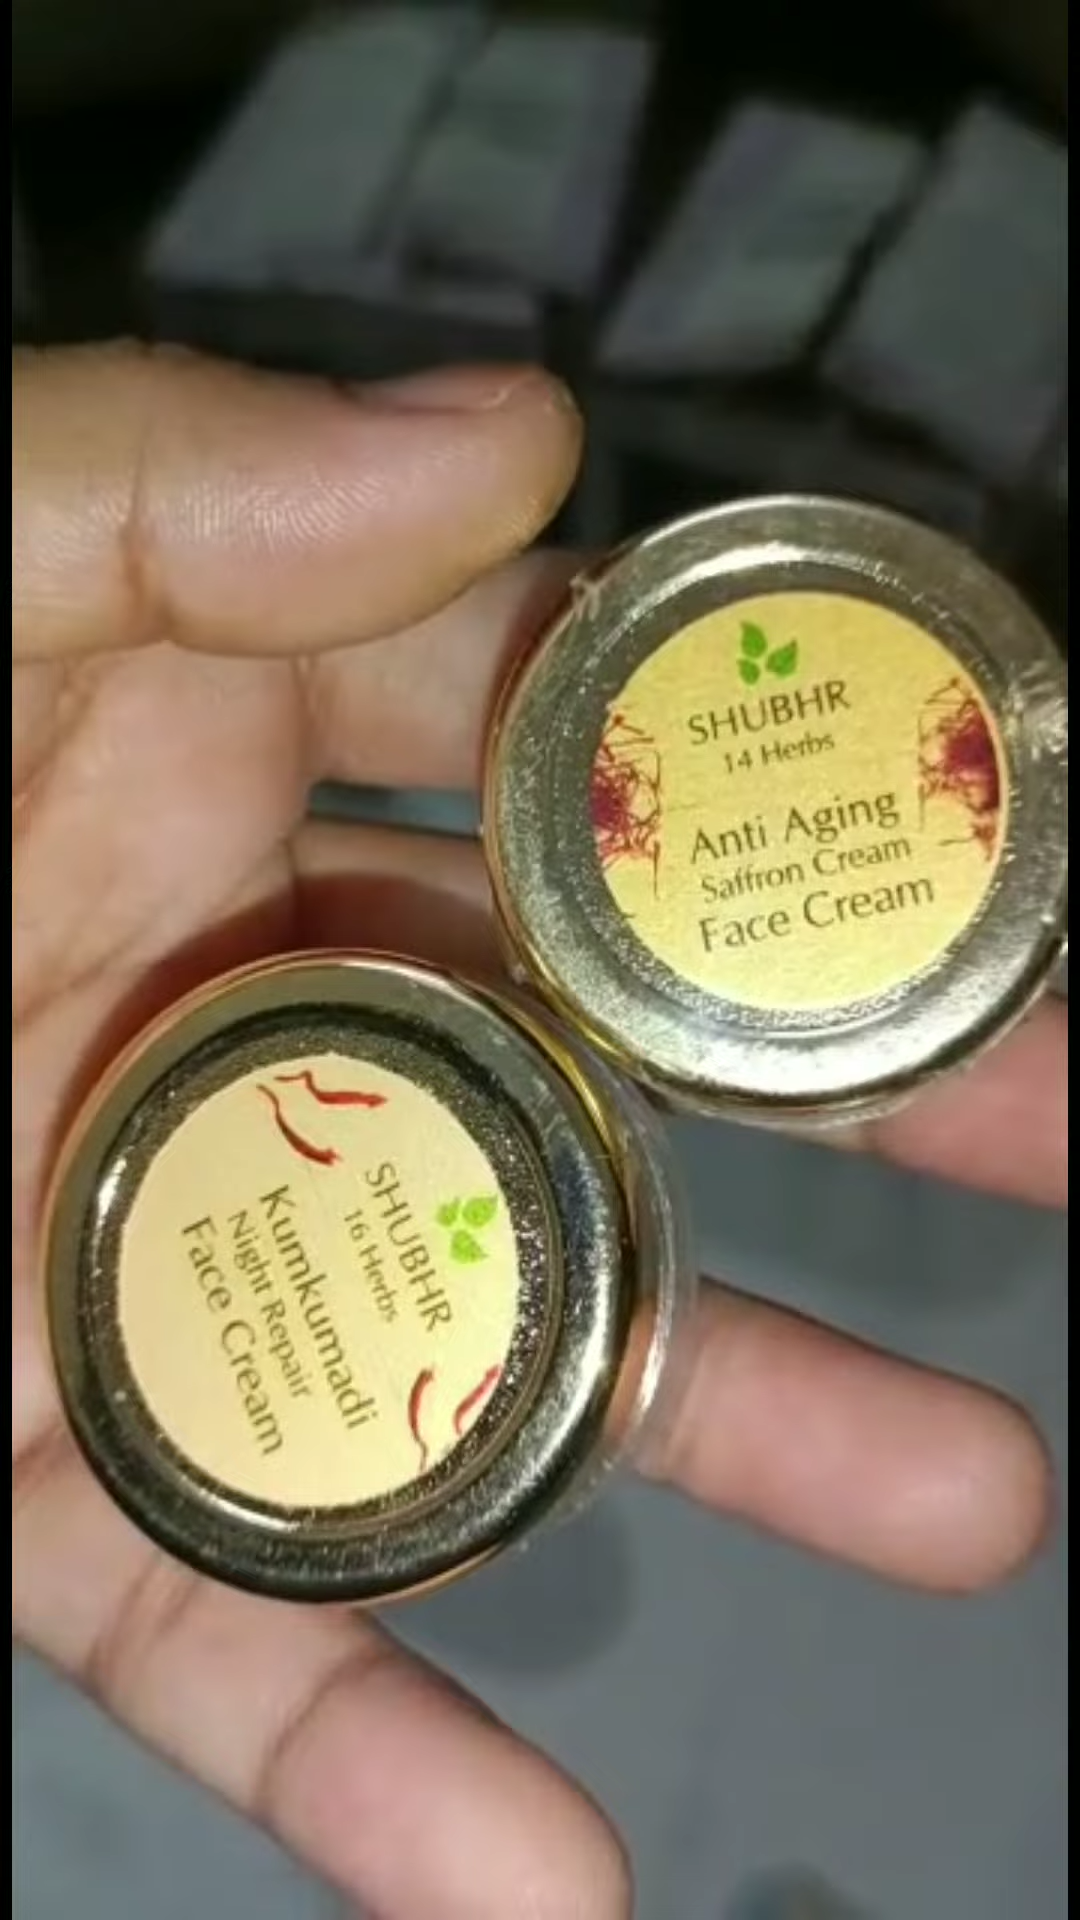 SHUBHR
14 Herbs
Anti Aging
Saffron Cream
Face Cream
SHUBHR
16 Herbs
Kumkumadi
Night Repair
Face Cream